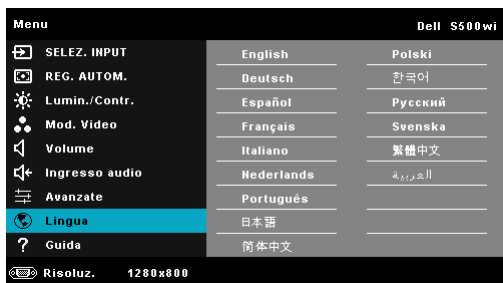 Menu Dell S500wi
SELEZ. INPUT
REG. AUTOM.
Lumin./Contr.
Mod. Video
Volume
Ingresso audio
Avanzate
Lingua
Guida
English
Deutsch
Español
Français
Italiano
Nederlands
Português
日本語
简体中文
Polski
한국어
Русский
Svenska
繁體中文
العربية
Risoluz. 1280x800